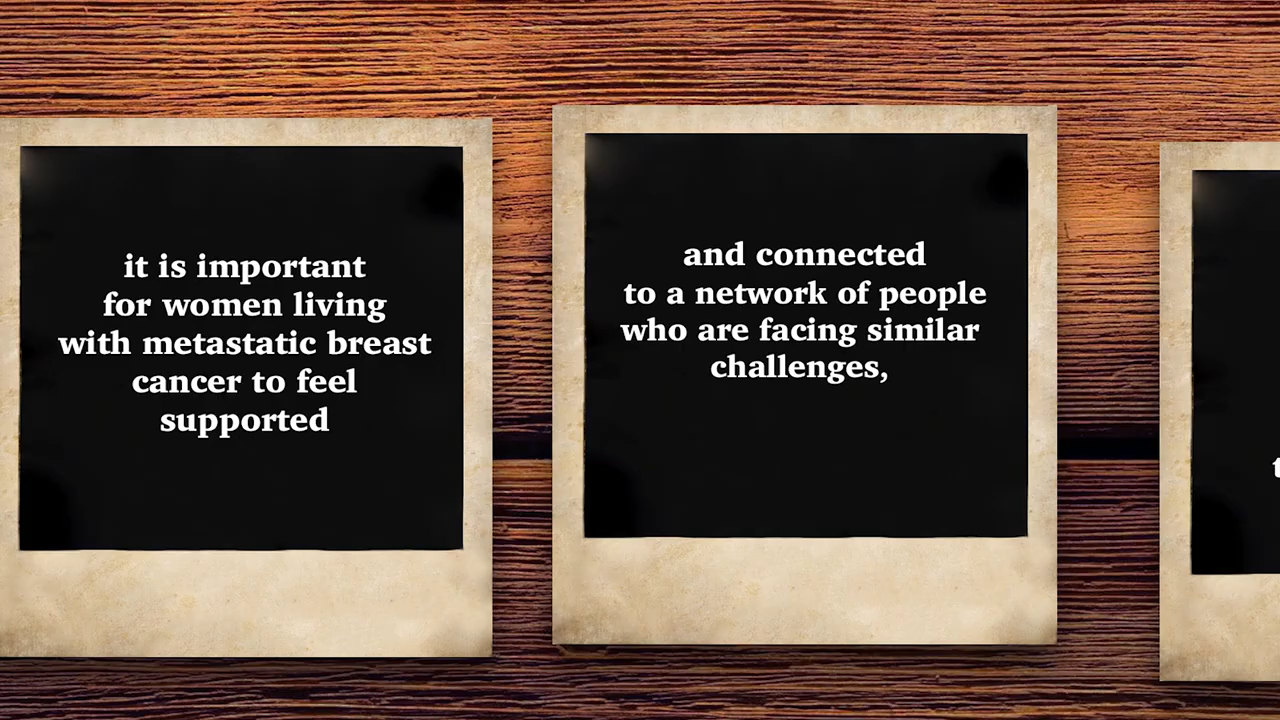 it is important
for women living
with metastatic breast
cancer to feel
supported
and connected
to a network of people
who are facing similar
challenges,